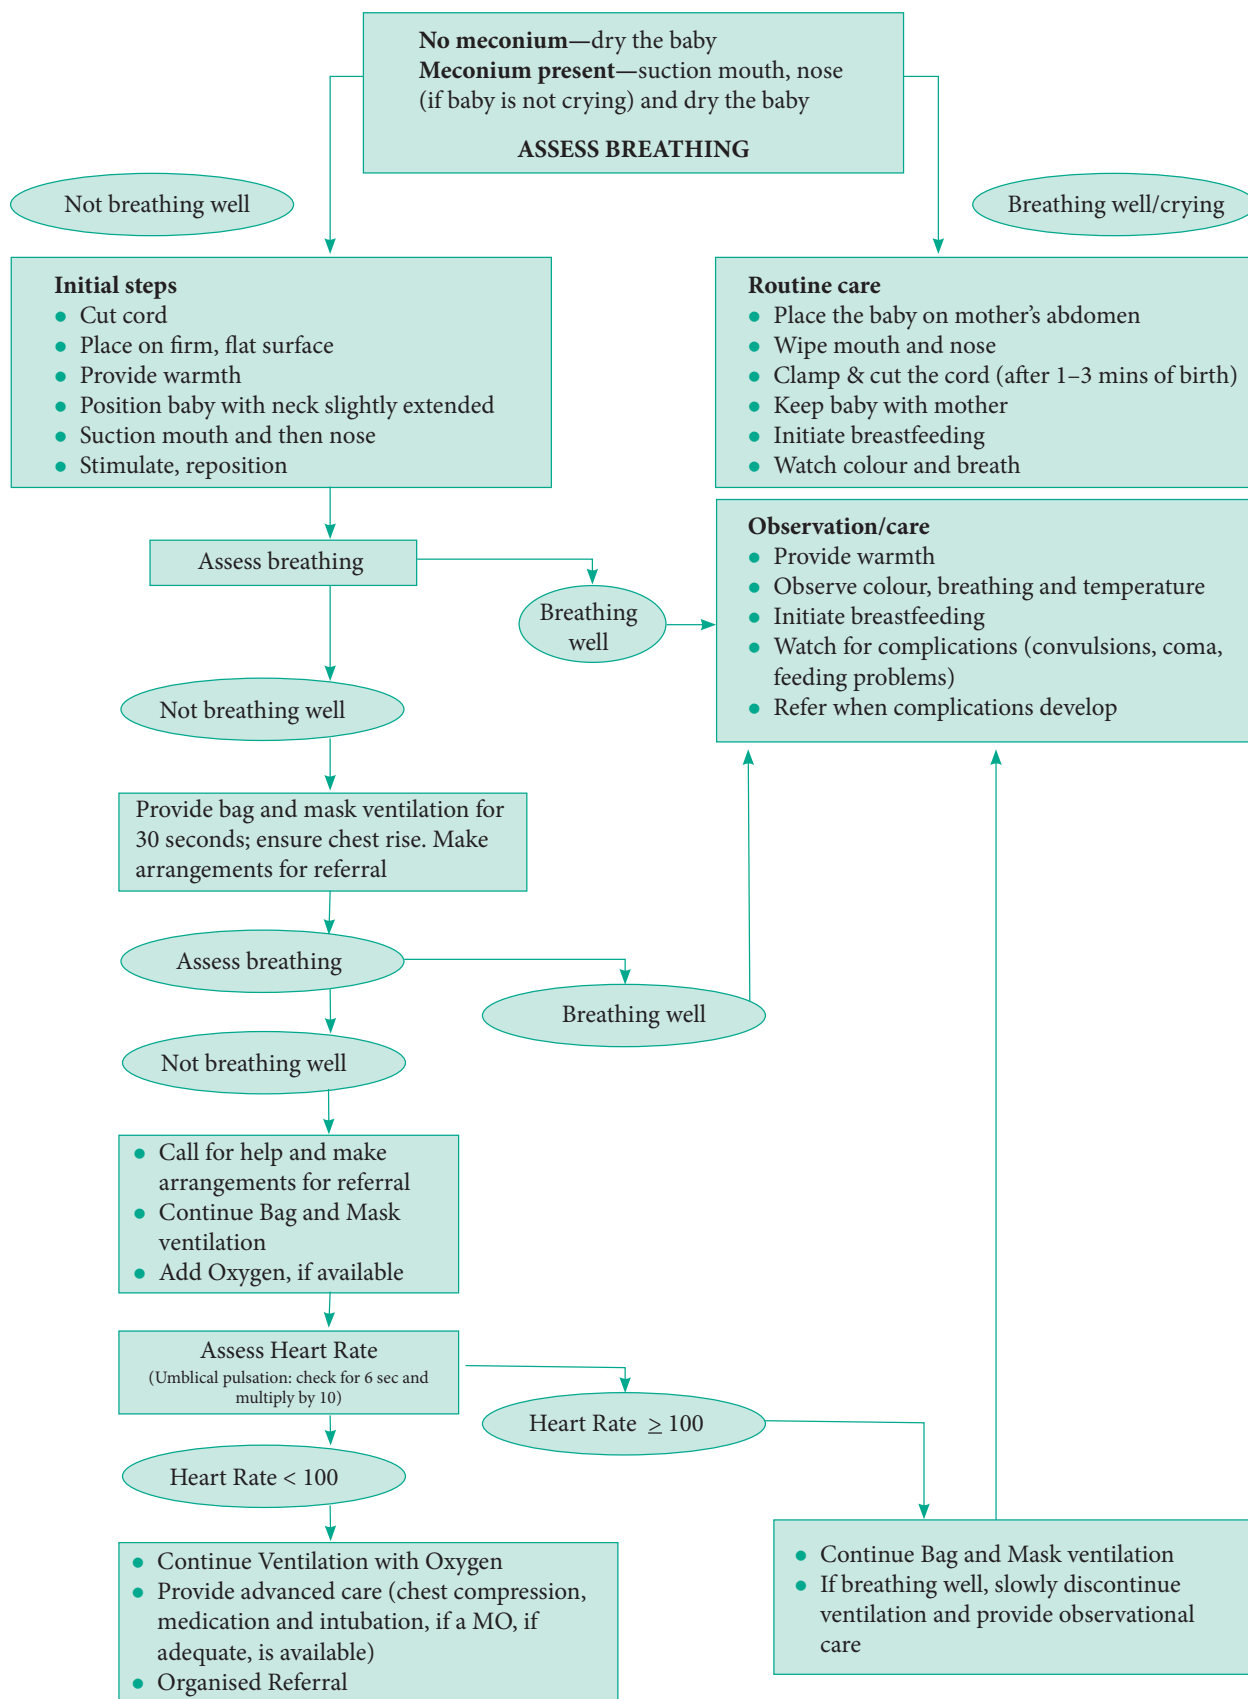 No meconium—dry the baby
Meconium present—suction mouth, nose
(if baby is not crying) and dry the baby
ASSESS BREATHING
Not breathing well
Breathing well/crying
Initial steps
● Cut cord
● Place on firm, flat surface
● Provide warmth
● Position baby with neck slightly extended
● Suction mouth and then nose
● Stimulate, reposition
Routine care
● Place the baby on mother’s abdomen
● Wipe mouth and nose
● Clamp & cut the cord (after 1–3 mins of birth)
● Keep baby with mother
● Initiate breastfeeding
● Watch colour and breath
Assess breathing
Breathing
well
Observation/care
● Provide warmth
● Observe colour, breathing and temperature
● Initiate breastfeeding
● Watch for complications (convulsions, coma,
feeding problems)
● Refer when complications develop
Not breathing well
Provide bag and mask ventilation for
30 seconds; ensure chest rise. Make
arrangements for referral
Assess breathing
Breathing well
Not breathing well
● Call for help and make
arrangements for referral
● Continue Bag and Mask
ventilation
● Add Oxygen, if available
Assess Heart Rate
(Umblical pulsation: check for 6 sec and
multiply by 10)
Heart Rate ≥ 100
Heart Rate < 100
● Continue Ventilation with Oxygen
● Provide advanced care (chest compression,
medication and intubation, if a MO, if
adequate, is available)
● Organised Referral
● Continue Bag and Mask ventilation
● If breathing well, slowly discontinue
ventilation and provide observational
care